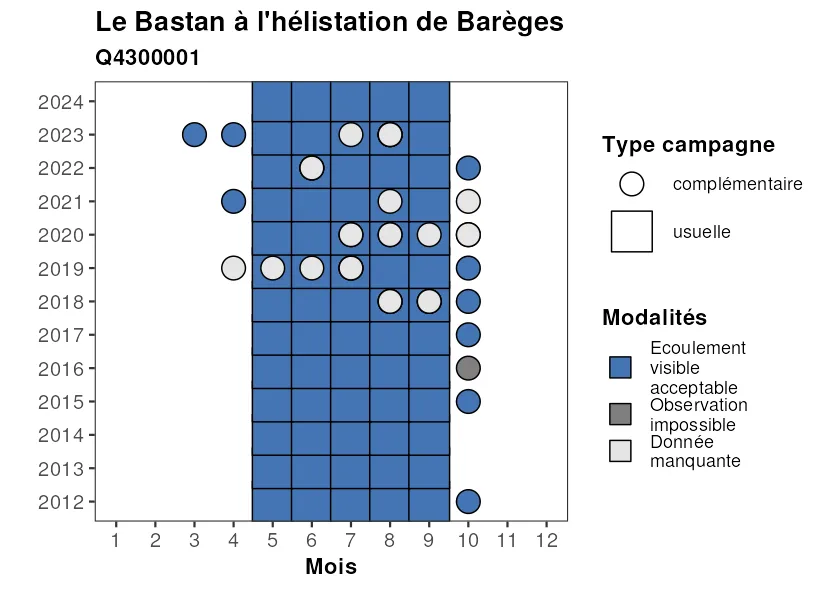 Le Bastan à l'hélistation de Barèges
Q4300001
2024
2023
2022
2021
2020
2019
2018
2017
2016
2015
2014
2013
2012
1 2 3 4 5 6 7 8 9 10 11 12
Mois
Type campagne
complémentaire
usuelle
Modalités
Ecoulement
visible
acceptable
Observation
impossible
Donnée
manquante